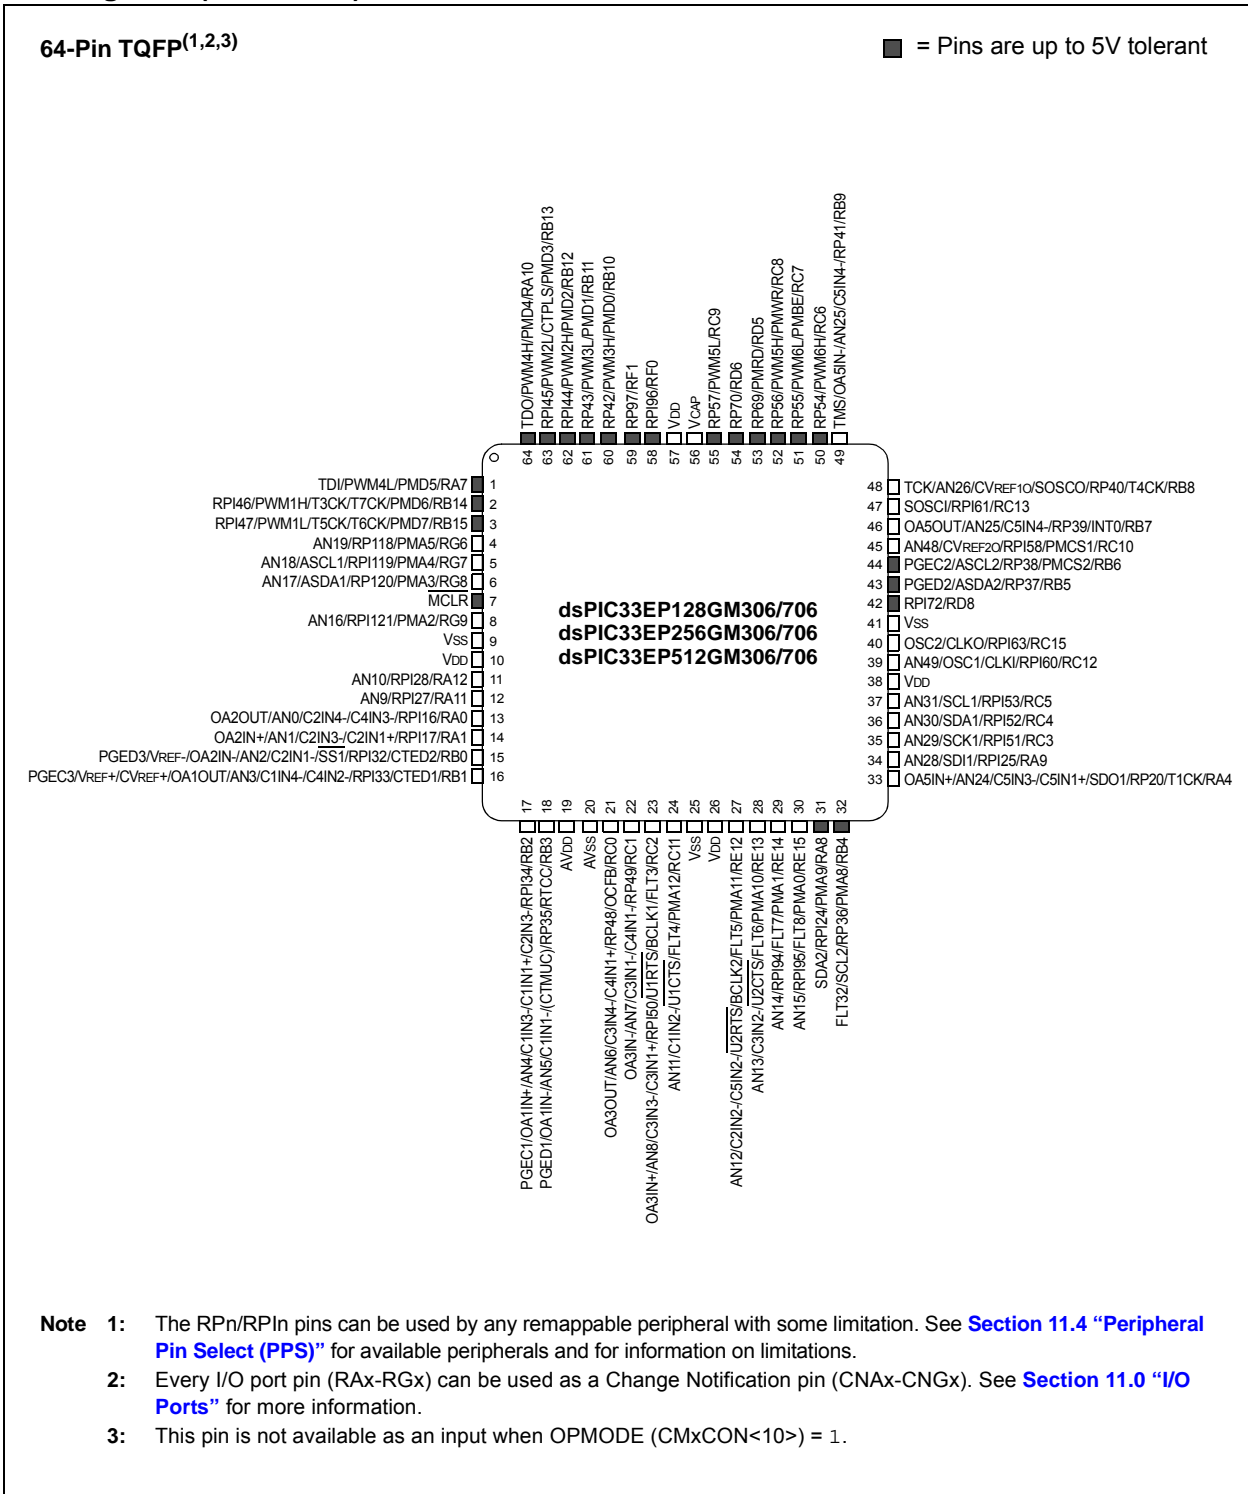 64-Pin TQFP(1,2,3)
= Pins are up to 5V tolerant
TDO/PWM4H/PMD4/RA10
RPI45/PWM2L/CTPLS/PMD3/RB13
RPI44/PWM2H/PMD2/RB12
RP43/PWM3L/PMD1/RB11
RP42/PWM3H/PMD0/RB10
RP97/RF1
RPI96/RF0
VDD
VCAP
RP57/PWM5L/RC9
RP70/RD6
RP69/PMRD/RD5
RP56/PWM5H/PMWR/RC8
RP55/PWM6L/PMBE/RC7
RP54/PWM6H/RC6
TMS/OA5IN-/AN25/C5IN4-/RP41/RB9
64 63 62 61 60 59 58 57 56 55 54 53 52 51 50 49
TDI/PWM4L/PMD5/RA7 1
RPI46/PWM1H/T3CK/T7CK/PMD6/RB14 2
RPI47/PWM1L/T5CK/T6CK/PMD7/RB15 3
AN19/RP118/PMA5/RG6 4
AN18/ASCL1/RPI119/PMA4/RG7 5
AN17/ASDA1/RP120/PMA3/RG8 6
MCLR 7
AN16/RPI121/PMA2/RG9 8
VSS 9
VDD 10
AN10/RPI28/RA12 11
AN9/RPI27/RA11 12
OA2OUT/AN0/C2IN4-/C4IN3-/RPI16/RA0 13
OA2IN+/AN1/C2IN3-/C2IN1+/RPI17/RA1 14
PGED3/VREF-/OA2IN-/AN2/C2IN1-/SS1/RPI32/CTED2/RB0 15
PGEC3/VREF+/CVREF+/OA1OUT/AN3/C1IN4-/C4IN2-/RPI33/CTED1/RB1 16
dsPIC33EP128GM306/706
dsPIC33EP256GM306/706
dsPIC33EP512GM306/706
48 TCK/AN26/CVREF1O/SOSCO/RP40/T4CK/RB8
47 SOSCI/RPI61/RC13
46 OA5OUT/AN25/C5IN4-/RP39/INT0/RB7
45 AN48/CVREF2O/RPI58/PMCS1/RC10
44 PGEC2/ASCL2/RP38/PMCS2/RB6
43 PGED2/ASDA2/RP37/RB5
42 RPI72/RD8
41 VSS
40 OSC2/CLKO/RPI63/RC15
39 AN49/OSC1/CLKI/RPI60/RC12
38 VDD
37 AN31/SCL1/RPI53/RC5
36 AN30/SDA1/RPI52/RC4
35 AN29/SCK1/RPI51/RC3
34 AN28/SDI1/RPI25/RA9
33 OA5IN+/AN24/C5IN3-/C5IN1+/SDO1/RP20/T1CK/RA4
17 18 19 20 21 22 23 24 25 26 27 28 29 30 31 32
PGEC1/OA1IN+/AN4/C1IN3-/C1IN1+/C2IN3-/RPI34/RB2
PGED1/OA1IN-/AN5/C1IN1-/(CTMUC)/RP35/RTCC/RB3
AVDD
AVSS
OA3OUT/AN6/C3IN4-/C4IN1+/RP48/OCFB/RC0
OA3IN-/AN7/C3IN1-/C4IN1-/RP49/RC1
OA3IN+/AN8/C3IN3-/C3IN1+/RPI50/U1RTS/BCLK1/FLT3/RC2
AN11/C1IN2-/U1CTS/FLT4/PMA12/RC11
VSS
VDD
AN12/C2IN2-/C5IN2-/U2RTS/BCLK2/FLT5/PMA11/RE12
AN13/C3IN2-/U2CTS/FLT6/PMA10/RE13
AN14/RPI94/FLT7/PMA1/RE14
AN15/RPI95/FLT8/PMA0/RE15
SDA2/RPI24/PMA9/RA8
FLT32/SCL2/RP36/PMA8/RB4
Note 1: The RPn/RPIn pins can be used by any remappable peripheral with some limitation. See Section 11.4 “Peripheral
Pin Select (PPS)” for available peripherals and for information on limitations.
2: Every I/O port pin (RAx-RGx) can be used as a Change Notification pin (CNAx-CNGx). See Section 11.0 “I/O
Ports” for more information.
3: This pin is not available as an input when OPMODE (CMxCON<10>) = 1.